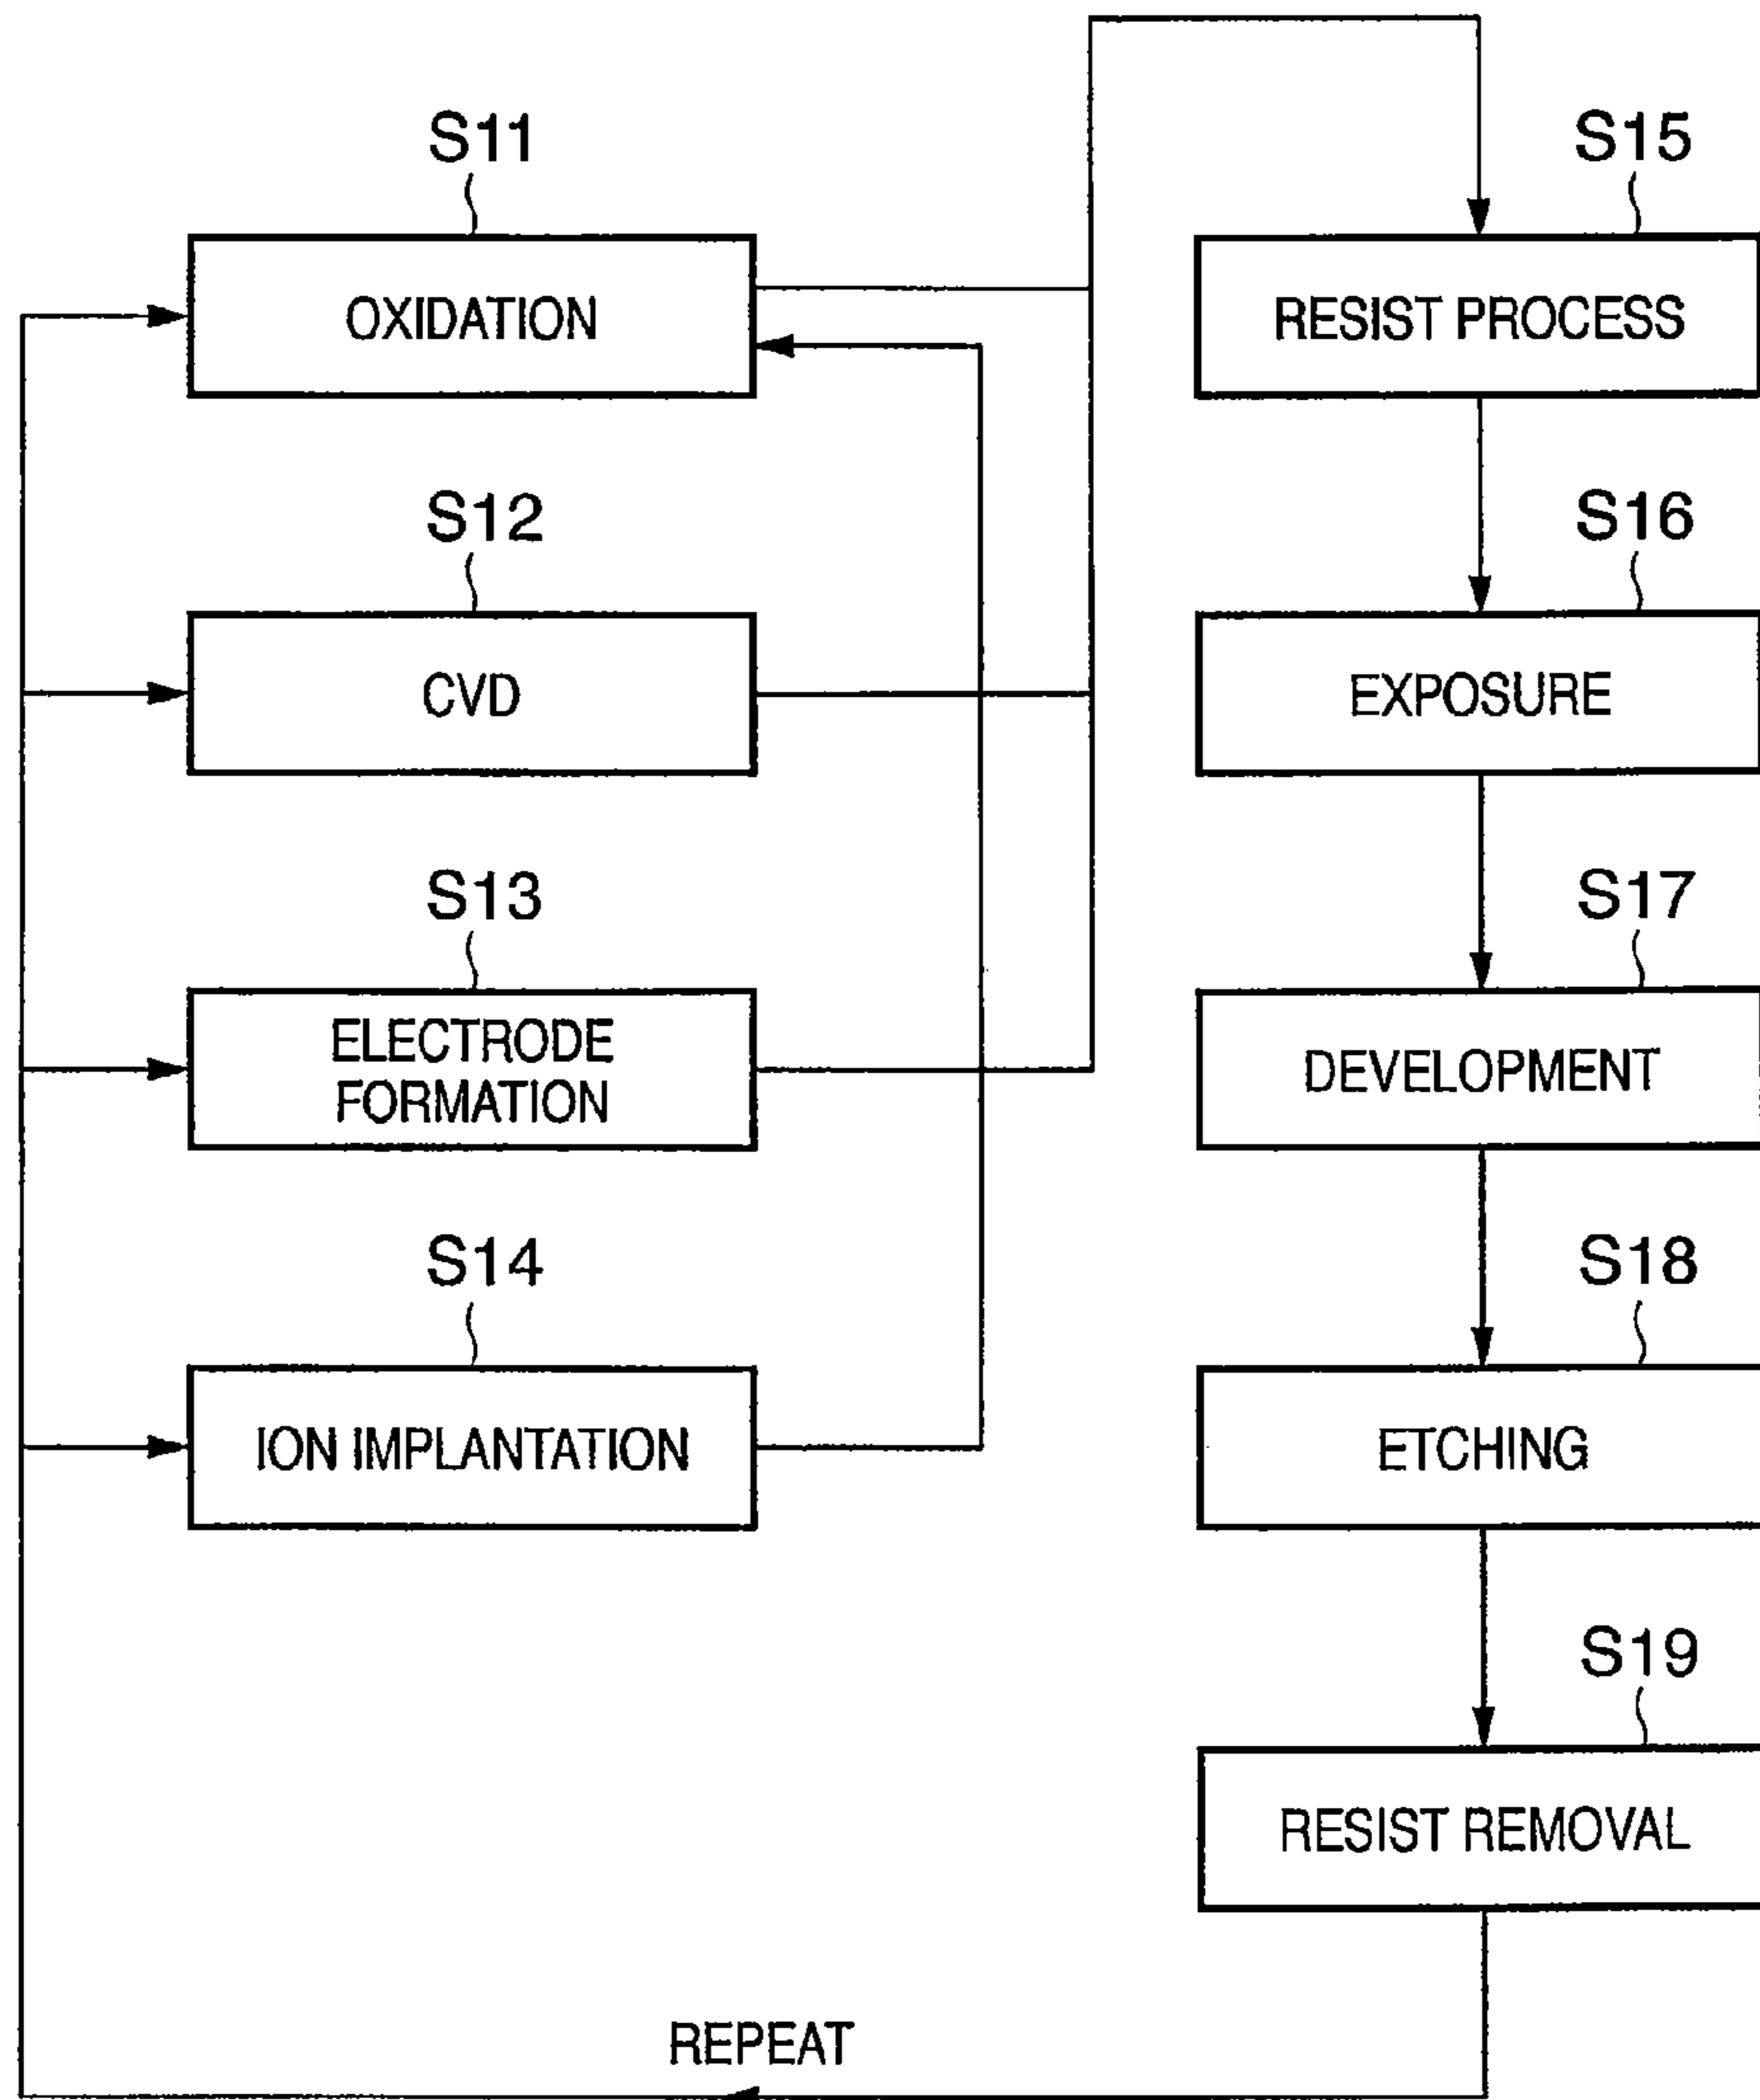 S11
OXIDATION
S12
CVD
S13
ELECTRODE
FORMATION
S14
ION IMPLANTATION
S15
RESIST PROCESS
S16
EXPOSURE
S17
DEVELOPMENT
S18
ETCHING
S19
RESIST REMOVAL
REPEAT